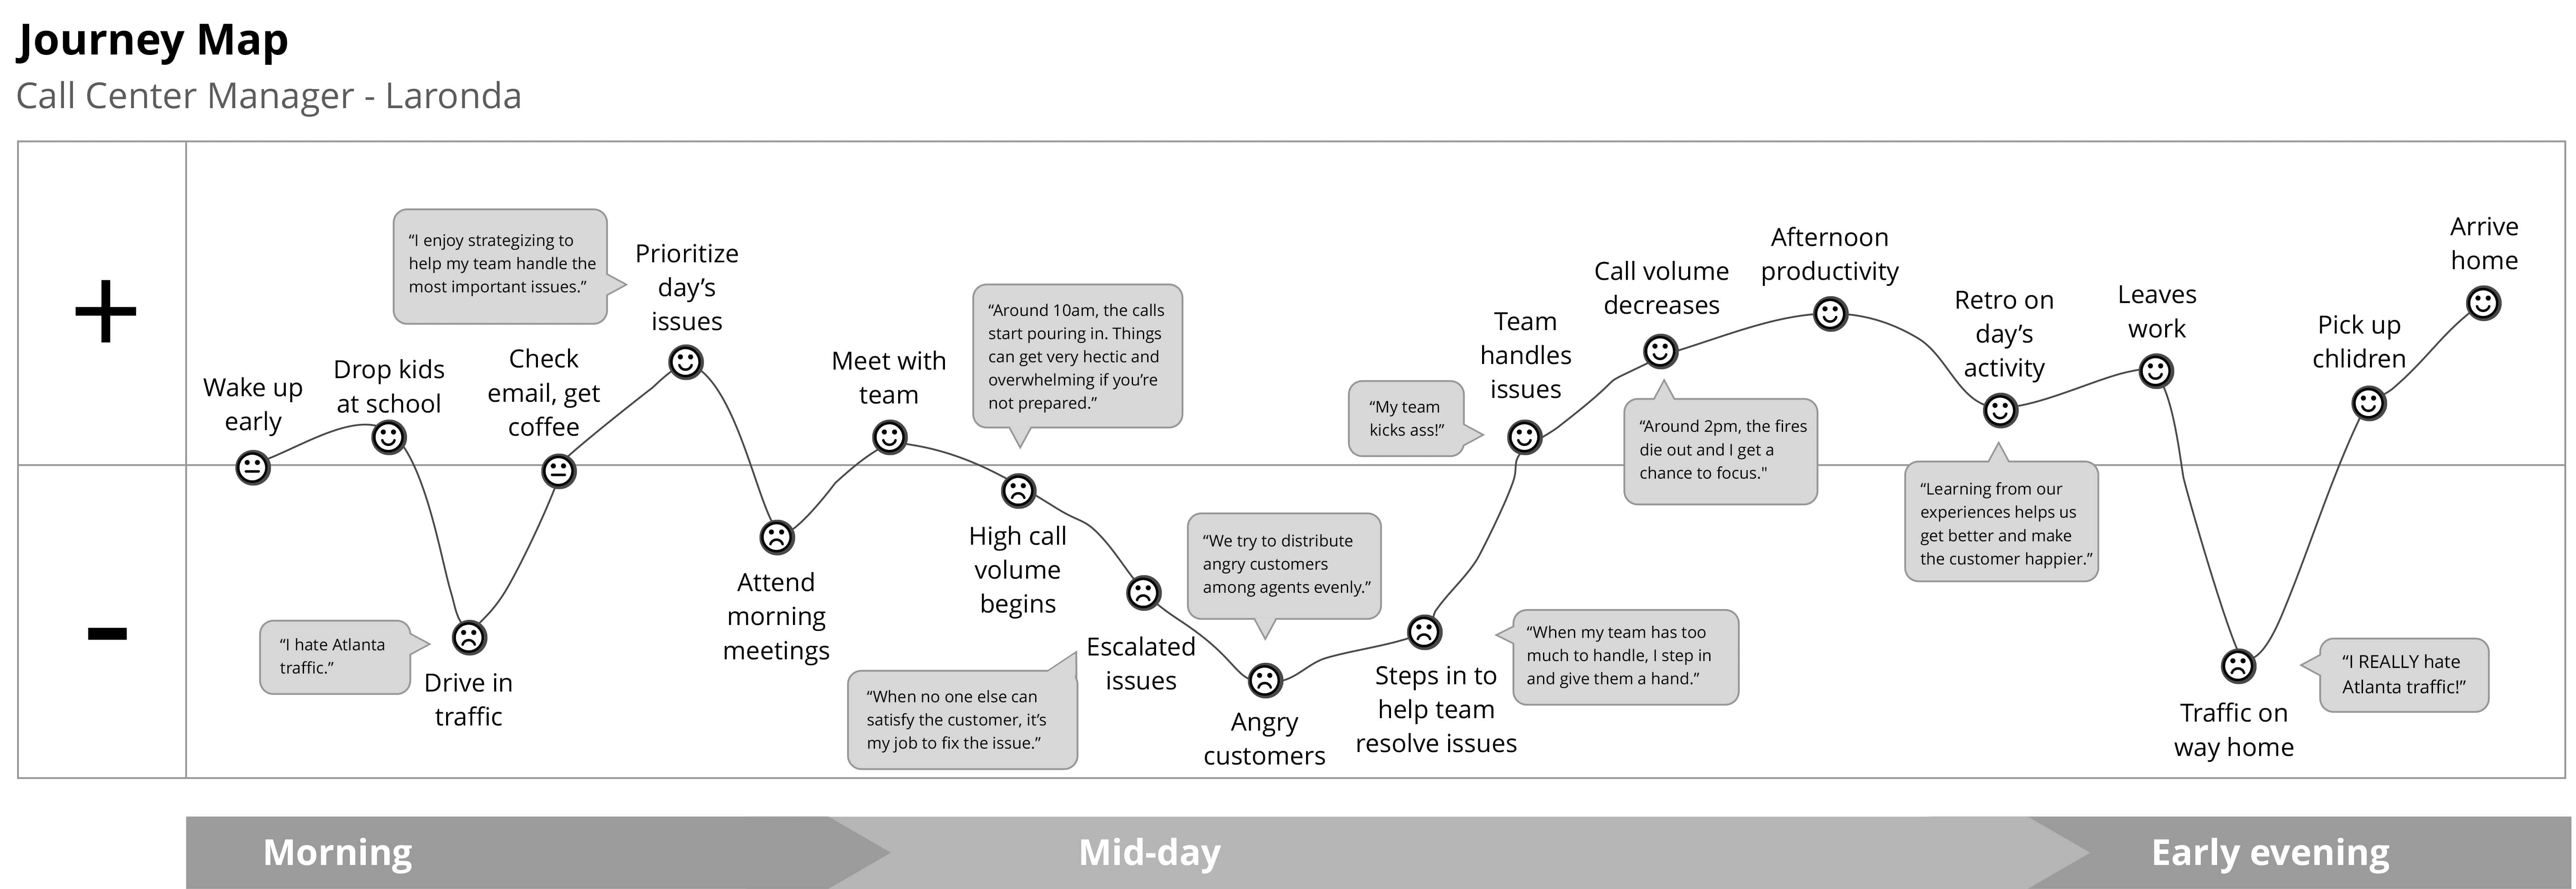 Journey Map
Call Center Manager - Laronda
+
-
Wake up
early
Drop kids
at school
“I hate Atlanta
traffic.”
Drive in
traffic
Check
email, get
coffee
“I enjoy strategizing to
help my team handle the
most important issues.”
Prioritize
day’s
issues
Attend
morning
meetings
Meet with
team
“Around 10am, the calls
start pouring in. Things
can get very hectic and
overwhelming if you’re
not prepared.”
High call
volume
begins
“When no one else can
satisfy the customer, it’s
my job to fix the issue.”
Escalated
issues
“We try to distribute
angry customers
among agents evenly.”
Angry
customers
Steps in to
help team
resolve issues
“When my team has too
much to handle, I step in
and give them a hand.”
“My team
kicks ass!”
Team
handles
issues
Call volume
decreases
“Around 2pm, the fires
die out and I get a
chance to focus."
Afternoon
productivity
Retro on
day’s
activity
“Learning from our
experiences helps us
get better and make
the customer happier.”
Leaves
work
Traffic on
way home
“I REALLY hate
Atlanta traffic!”
Pick up
chlidren
Arrive
home
Morning
Mid-day
Early evening